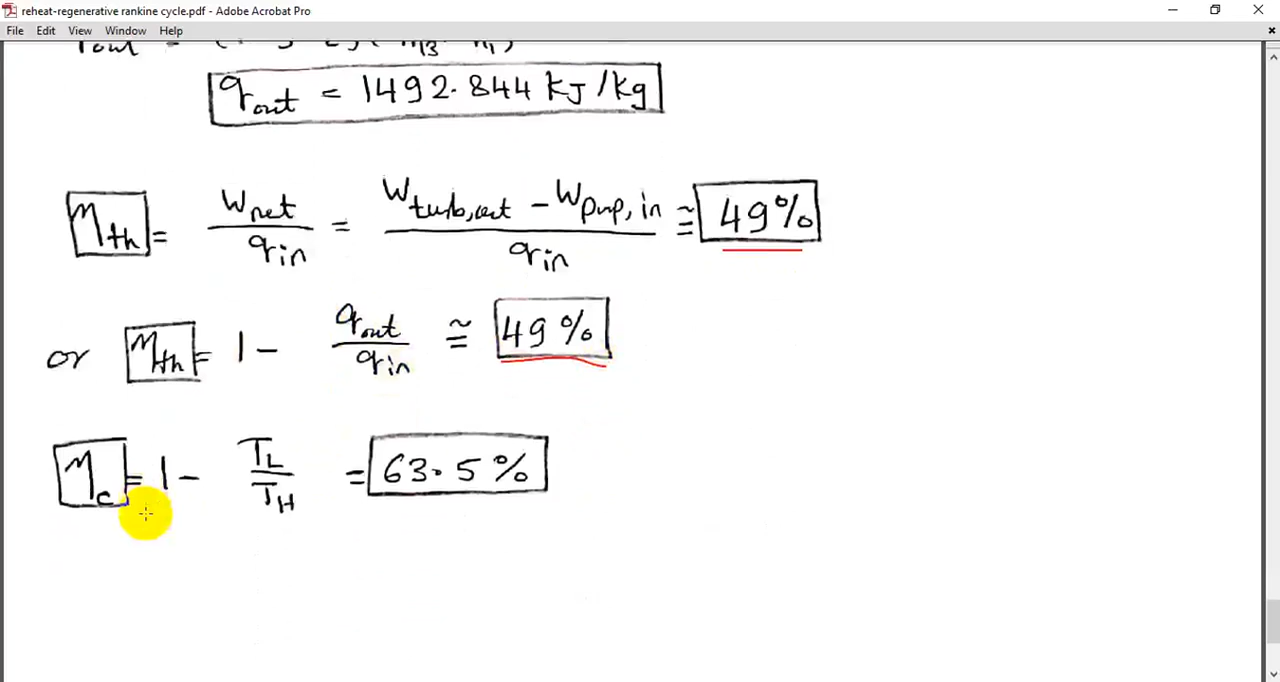 reheat-regenerative rankine cycle.pdf - Adobe Acrobat Pro
File Edit View Window Help
q_out = 1492.844 kJ/kg
η_th = W_net / q_in = (W_turb,out - W_pump,in) / q_in ≅ 49%
or η_th = 1 - q_out / q_in ≅ 49%
η_c = 1 - T_L / T_H = 63.5%